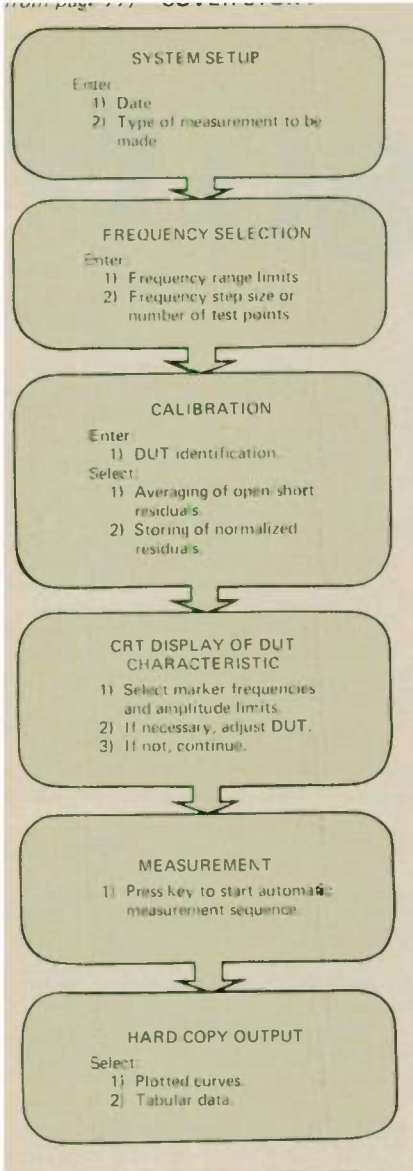 from page 77)
SYSTEM SETUP
Enter
1) Date
2) Type of measurement to be
made
FREQUENCY SELECTION
Enter
1) Frequency range limits
2) Frequency step size or
number of test points
CALIBRATION
Enter
1) DUT identification.
Select:
1) Averaging of open short
residuals.
2) Storing of normalized
residuals.
CRT DISPLAY OF DUT
CHARACTERISTIC
1) Select marker frequencies
and amplitude limits.
2) If necessary, adjust DUT.
3) If not, continue.
MEASUREMENT
1) Press key to start automatic
measurement sequence.
HARD COPY OUTPUT
Select:
1) Plotted curves.
2) Tabular data.